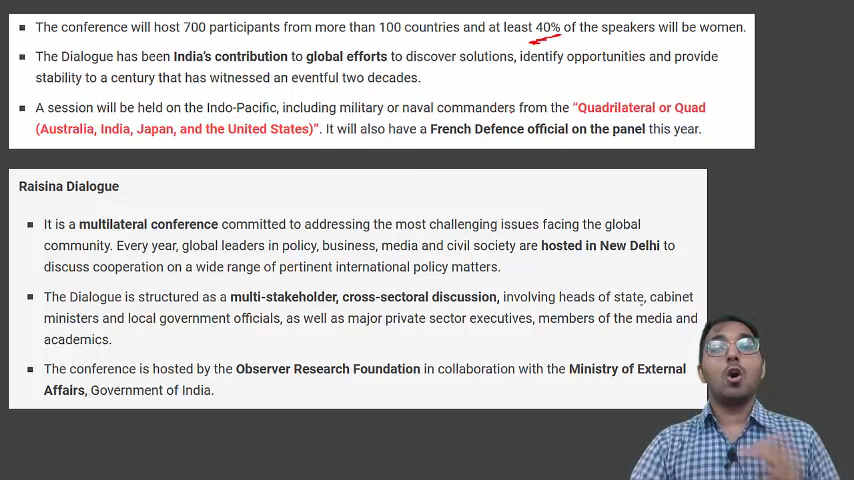 The conference will host 700 participants from more than 100 countries and at least 40% of the speakers will be women.
The Dialogue has been India's contribution to global efforts to discover solutions, identify opportunities and provide
stability to a century that has witnessed an eventful two decades.
A session will be held on the Indo-Pacific, including military or naval commanders from the “Quadrilateral or Quad
(Australia, India, Japan, and the United States)”. It will also have a French Defence official on the panel this year.
Raisina Dialogue
It is a multilateral conference committed to addressing the most challenging issues facing the global
community. Every year, global leaders in policy, business, media and civil society are hosted in New Delhi to
discuss cooperation on a wide range of pertinent international policy matters.
The Dialogue is structured as a multi-stakeholder, cross-sectoral discussion, involving heads of state, cabinet
ministers and local government officials, as well as major private sector executives, members of the media and
academics.
The conference is hosted by the Observer Research Foundation in collaboration with the Ministry of External
Affairs, Government of India.